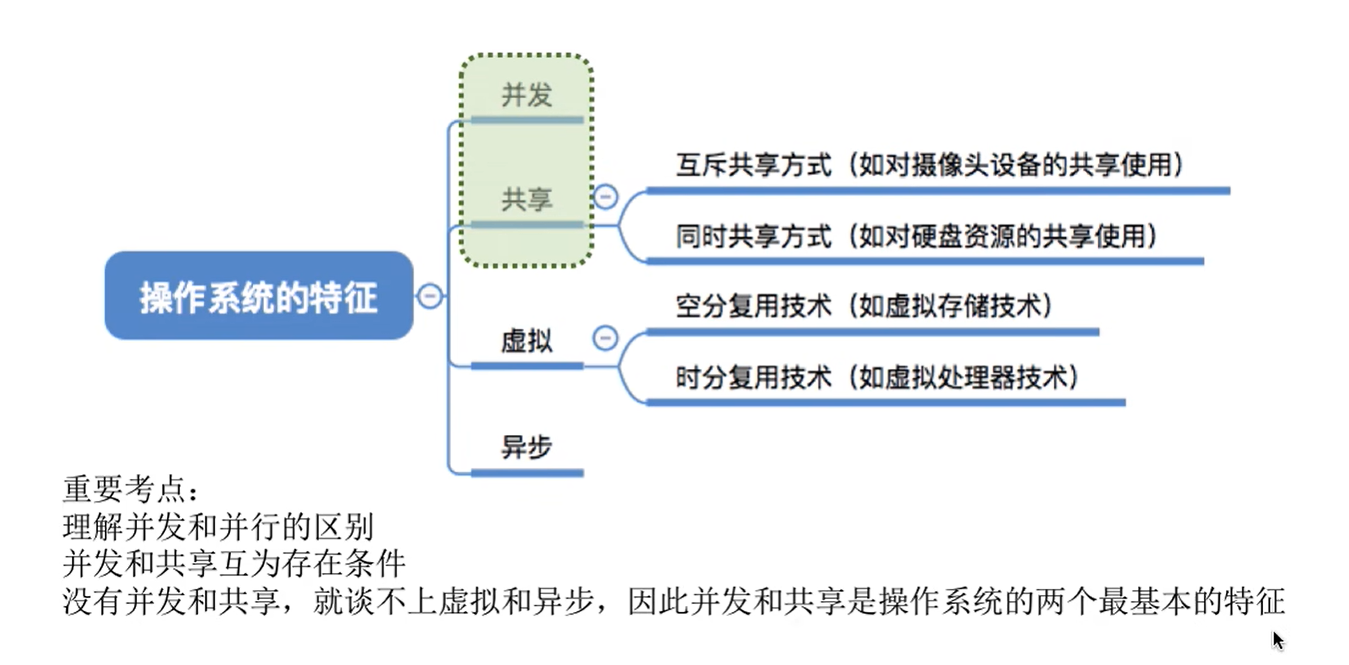 并发
共享
互斥共享方式（如对摄像头设备的共享使用）
同时共享方式（如对硬盘资源的共享使用）
操作系统的特征
虚拟
空分复用技术（如虚拟存储技术）
时分复用技术（如虚拟处理器技术）
异步
重要考点：
理解并发和并行的区别
并发和共享互为存在条件
没有并发和共享，就谈不上虚拟和异步，因此并发和共享是操作系统的两个最基本的特征